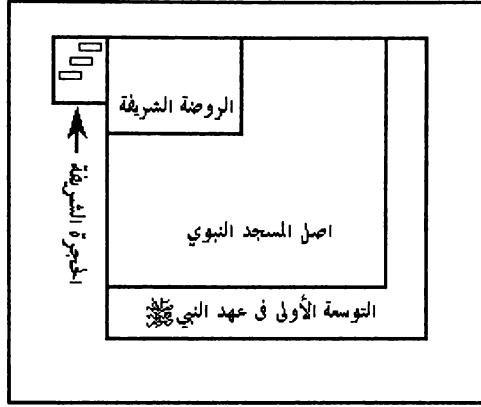 الروضة الشريفة
الحجرة الشريفة
اصل المسجد النبوي
التوسعة الأولى فى عهد النبي ﷺ